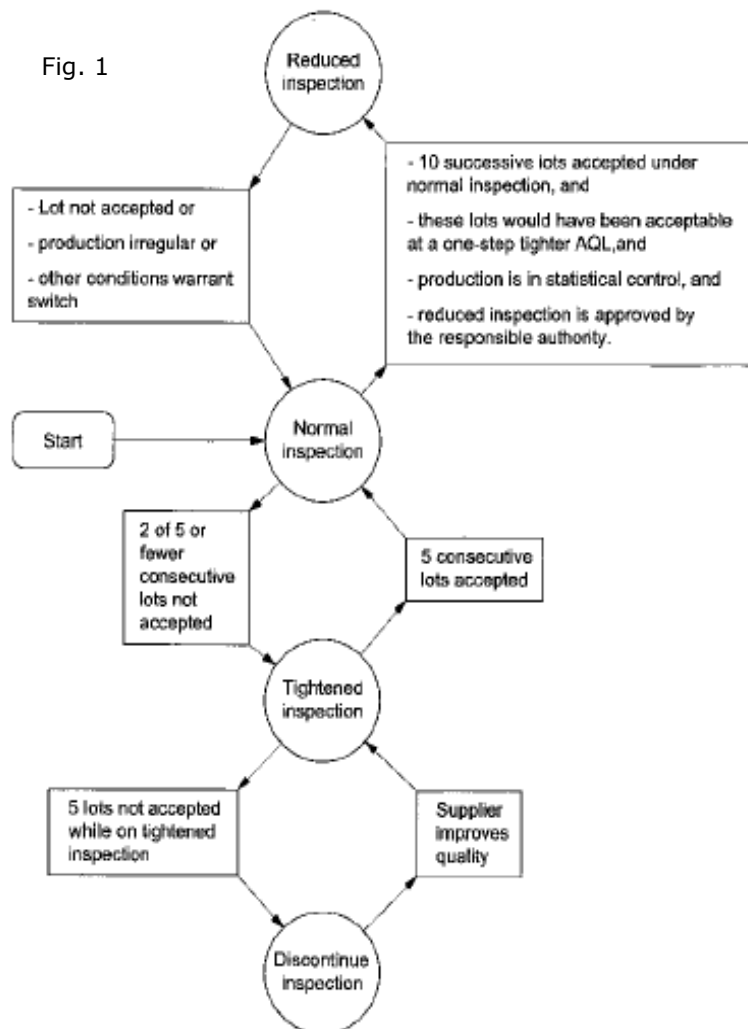 Fig. 1
Reduced
inspection
- Lot not accepted or
- production irregular or
- other conditions warrant
switch
- 10 successive lots accepted under
normal inspection, and
- these lots would have been acceptable
at a one-step tighter AQL,and
- production is in statistical control, and
- reduced inspection is approved by
the responsible authority.
Start
Normal
inspection
2 of 5 or
fewer
consecutive
lots not
accepted
5 consecutive
lots accepted
Tightened
inspection
5 lots not accepted
while on tightened
inspection
Supplier
improves
quality
Discontinue
inspection